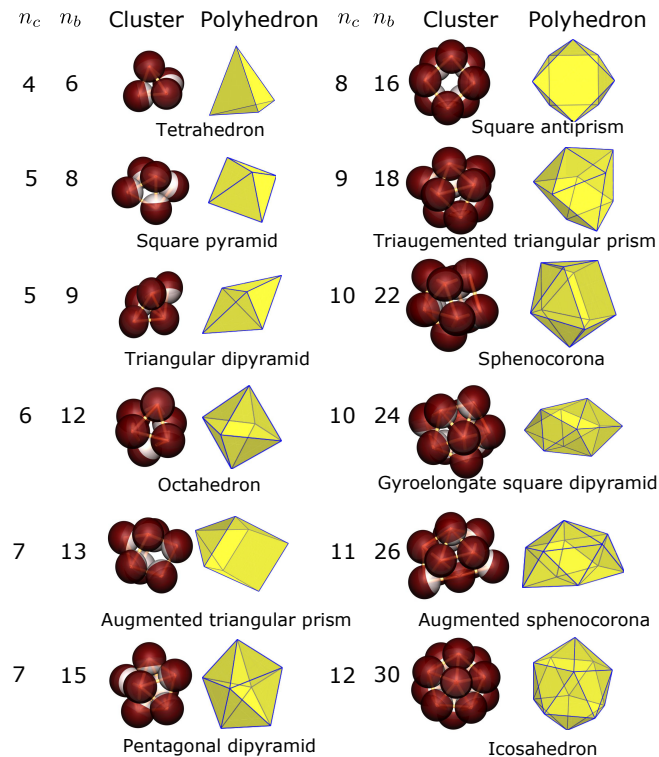 n_c n_b Cluster Polyhedron
4 6
Tetrahedron
5 8
Square pyramid
5 9
Triangular dipyramid
6 12
Octahedron
7 13
Augmented triangular prism
7 15
Pentagonal dipyramid
n_c n_b Cluster Polyhedron
8 16
Square antiprism
9 18
Triaugemented triangular prism
10 22
Sphenocorona
10 24
Gyroelongate square dipyramid
11 26
Augmented sphenocorona
12 30
Icosahedron